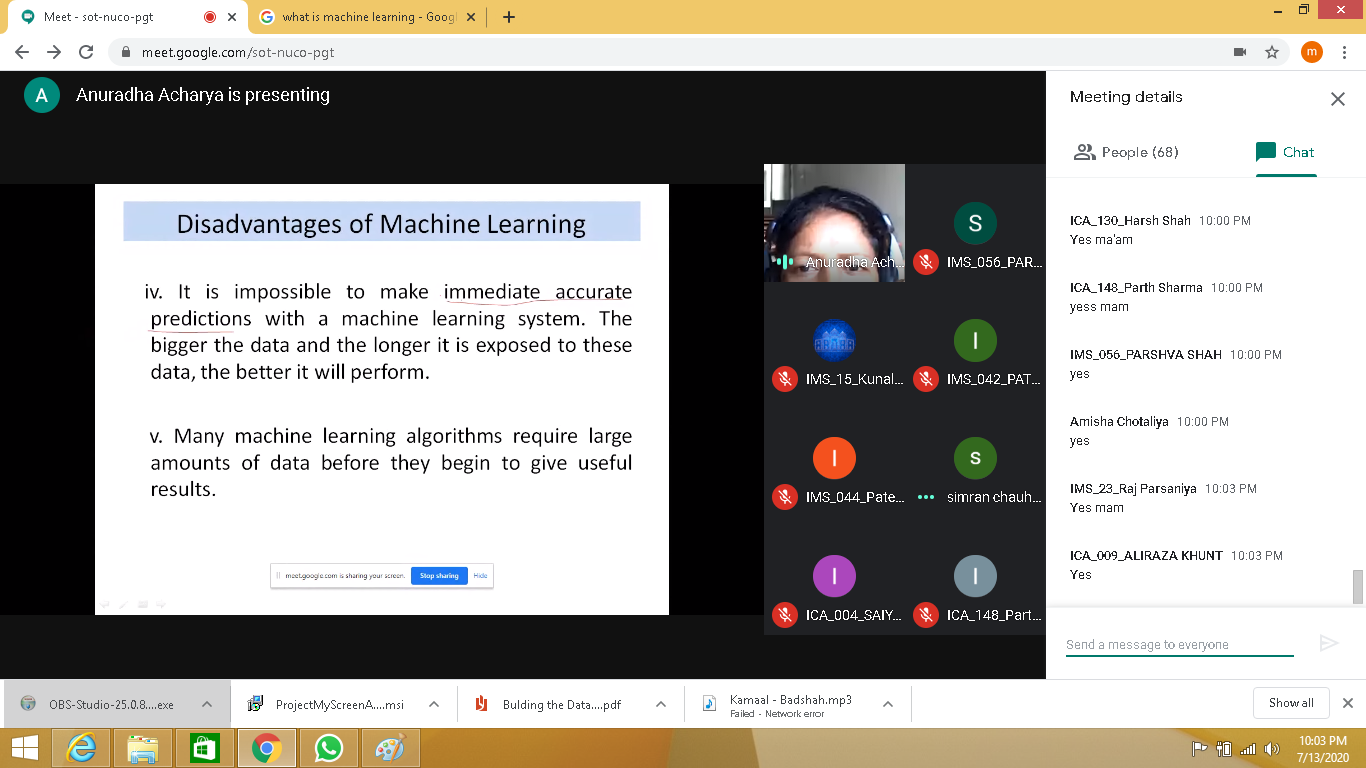 Meet - sot-nuco-pgt
what is machine learning - Goog
meet.google.com/sot-nuco-pgt
m
A
Anuradha Acharya is presenting
Disadvantages of Machine Learning
iv. It is impossible to make immediate accurate
predictions with a machine learning system. The
bigger the data and the longer it is exposed to these
data, the better it will perform.
v. Many machine learning algorithms require large
amounts of data before they begin to give useful
results.
meet.google.com is sharing your screen.
Stop sharing
Hide
Anuradha Ach...
S
IMS_056_PAR...
IMS_15_Kunal...
I
IMS_042_PAT...
I
IMS_044_Pate...
s
simran chauh...
I
ICA_004_SAIY...
I
ICA_148_Part...
Meeting details
People (68)
Chat
ICA_130_Harsh Shah 10:00 PM
Yes ma'am
ICA_148_Parth Sharma 10:00 PM
yess mam
IMS_056_PARSHVA SHAH 10:00 PM
yes
Amisha Chotaliya 10:00 PM
yes
IMS_23_Raj Parsaniya 10:03 PM
Yes mam
ICA_009_ALIRAZA KHUNT 10:03 PM
Yes
Send a message to everyone
OBS-Studio-25.0.8....exe
ProjectMyScreenA....msi
Bulding the Data....pdf
Kamaal - Badshah.mp3
Failed - Network error
Show all
10:03 PM
7/13/2020